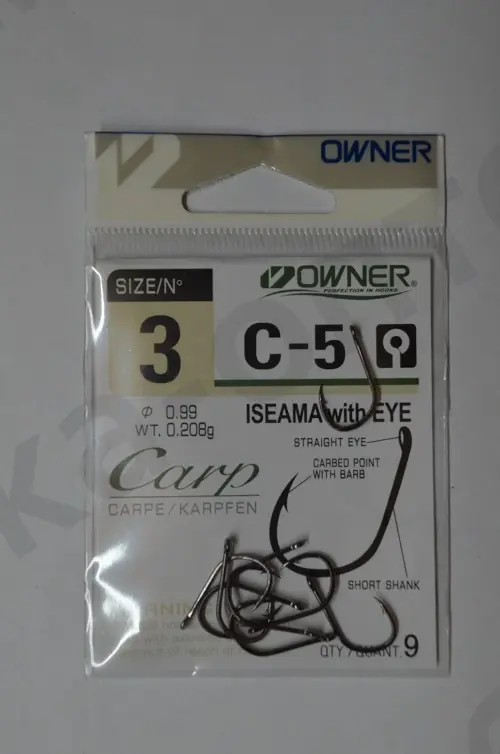 OWNER
SIZE/Nº
3
OWNER®
PERFECTION IN HOOKS
C-5
φ 0.99
WT. 0.208g
ISEAMA with EYE
STRAIGHT EYE
CARBED POINT
WITH BARB
Carp
CARPE/KARPFEN
SHORT SHANK
QTY/QUANT. 9